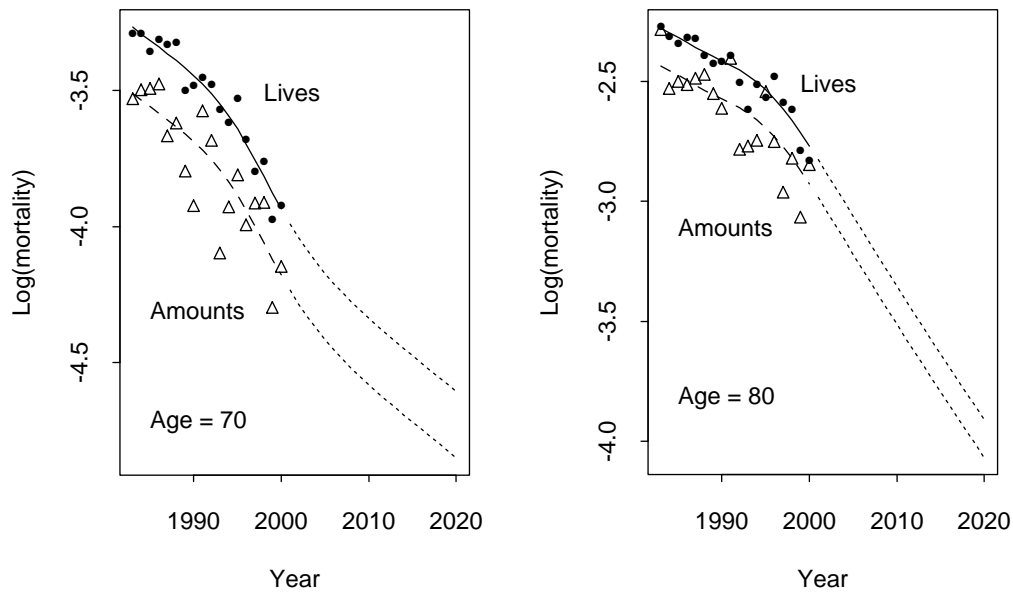 Log(mortality)
-3.5
-4.0
-4.5
Lives
Amounts
Age = 70
1990 2000 2010 2020
Year
Log(mortality)
-2.5
-3.0
-3.5
-4.0
Lives
Amounts
Age = 80
1990 2000 2010 2020
Year